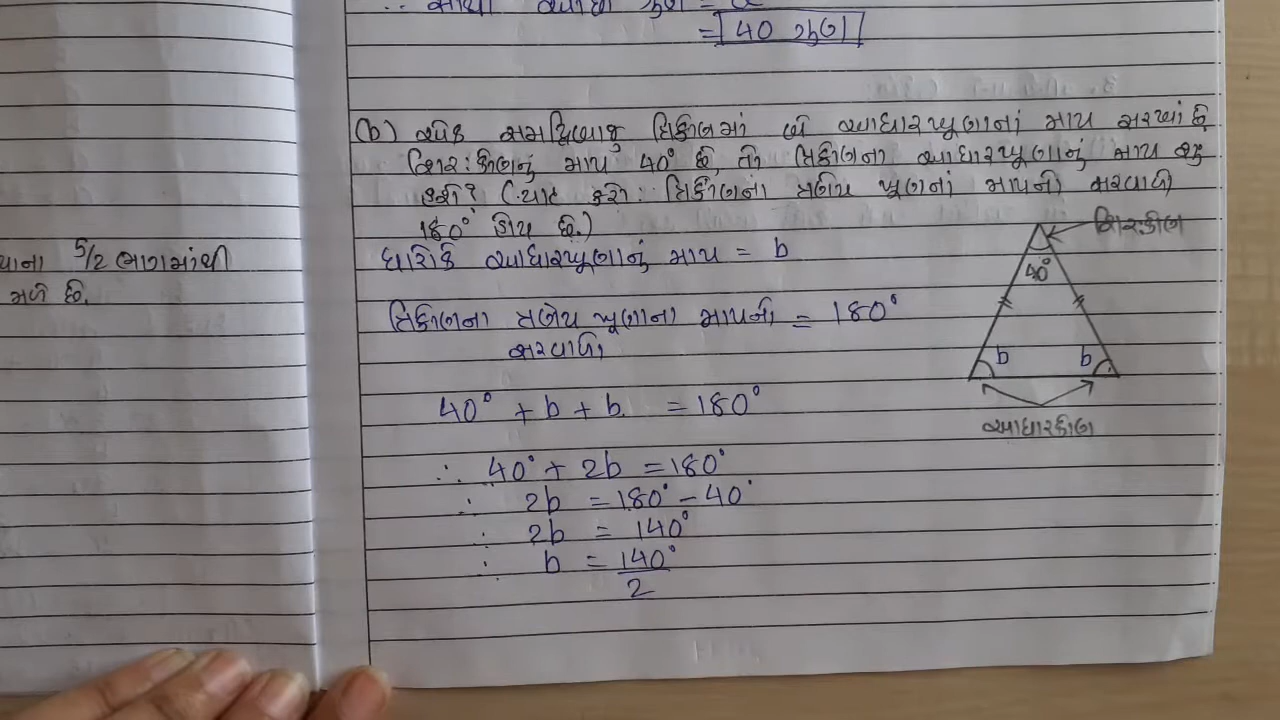 = 40 ગુણ
(b) એક સમદ્વિબાજુ ત્રિકોણમાં બે આધારખૂણાનાં માપ સરખાં છે.
શિર:કોણનું માપ 40° છે, તો ત્રિકોણના આધારખૂણાનું માપ શું
હશે? (યાદ કરો: ત્રિકોણના ત્રણેય ખૂણાનાં માપની સરવાળો
180° હોય છે.)
ધારો કે આધારખૂણાનું માપ = b
ત્રિકોણના ત્રણેય ખૂણાના માપની = 180°
સરવાળો
40° + b + b = 180°
∴ 40° + 2b = 180°
∴ 2b = 180° - 40°
∴ 2b = 140°
∴ b = 140°
2
શિર:કોણ
40°
b b
આધારકોણ
5/2 ભાગમાંથી
મળે છે.